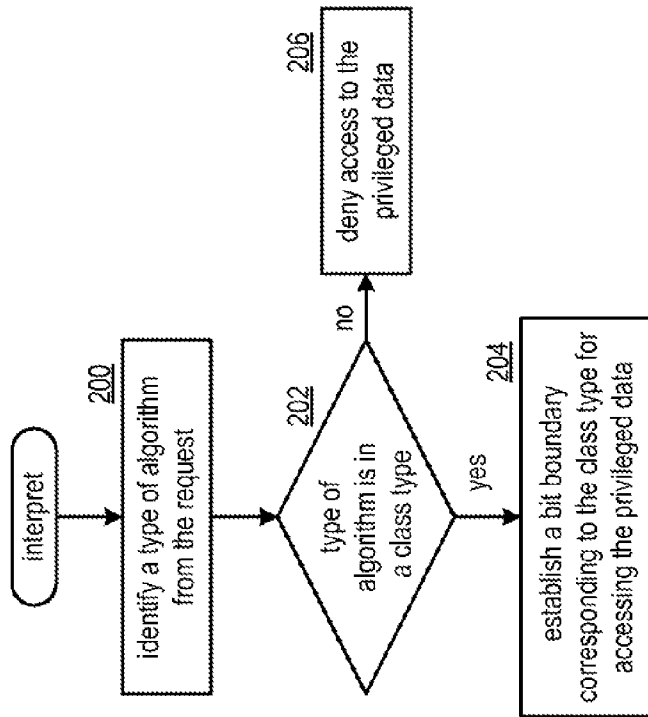 interpret
200
identify a type of algorithm
from the request
202
type of
algorithm is in
a class type
no
206
deny access to the
privileged data
yes
204
establish a bit boundary
corresponding to the class type for
accessing the privileged data